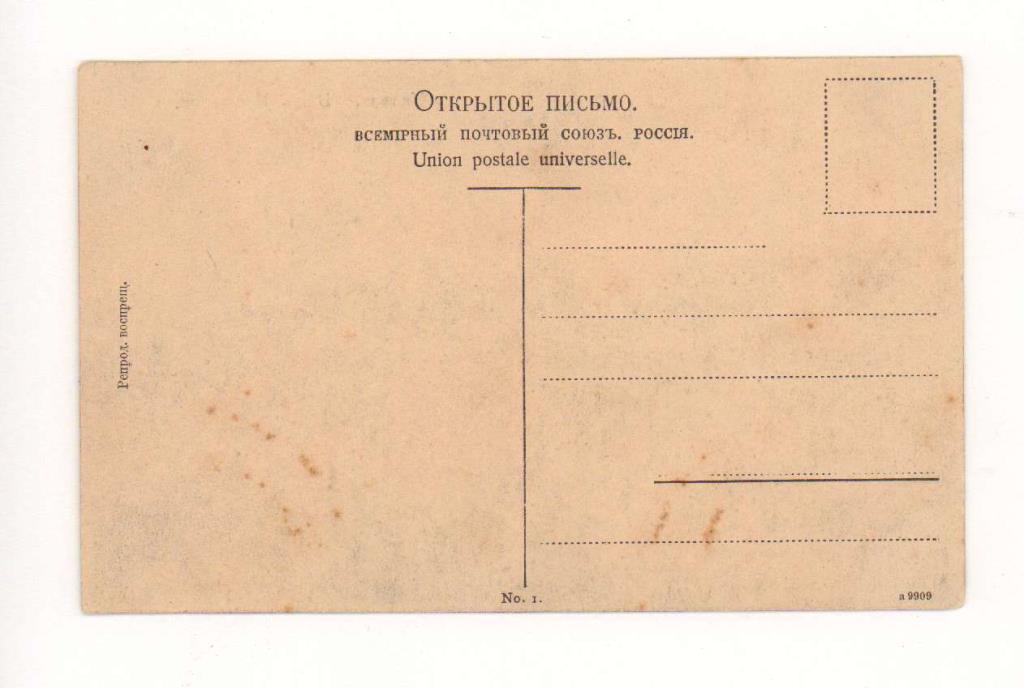 Открытое письмо.
ВСЕМІРНЫЙ ПОЧТОВЫЙ СОЮЗЪ. РОССІЯ.
Union postale universelle.
Репрод. воспрещ.
No. 1.
a 9909